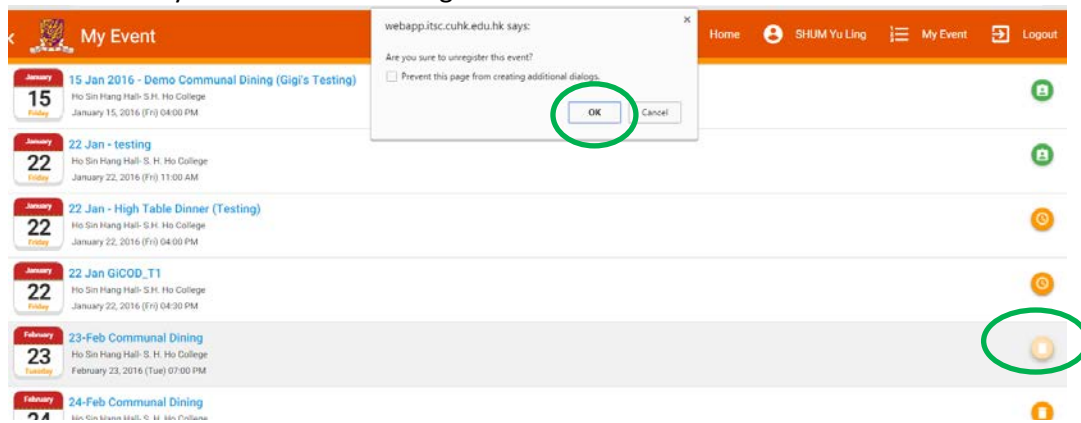 My Event
webapp.itsc.cuhk.edu.hk says:
Are you sure to unregister this event?
Prevent this page from creating additional dialogs.
OK Cancel
Home SHUM Yu Ling My Event Logout
January
15
Friday
15 Jan 2016 - Demo Communal Dining (Gigi's Testing)
Ho Sin Hang Hall- S.H. Ho College
January 15, 2016 (Fri) 04:00 PM
January
22
Friday
22 Jan - testing
Ho Sin Hang Hall- S. H. Ho College
January 22, 2016 (Fri) 11:00 AM
January
22
Friday
22 Jan - High Table Dinner (Testing)
Ho Sin Hang Hall- S.H. Ho College
January 22, 2016 (Fri) 04:00 PM
January
22
Friday
22 Jan GiCOD_T1
Ho Sin Hang Hall- S.H. Ho College
January 22, 2016 (Fri) 04:30 PM
February
23
Tuesday
23-Feb Communal Dining
Ho Sin Hang Hall- S. H. Ho College
February 23, 2016 (Tue) 07:00 PM
February
24
24-Feb Communal Dining
Ho Sin Hang Hall- S. H. Ho College